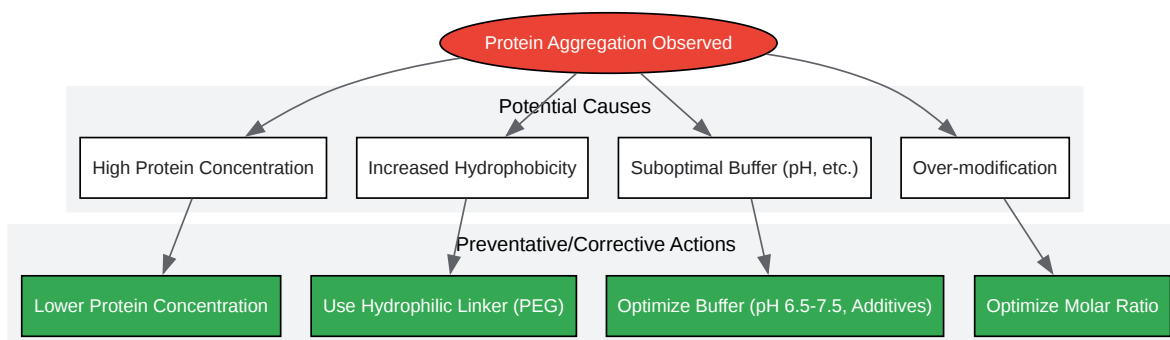 Protein Aggregation Observed
Potential Causes
High Protein Concentration
Increased Hydrophobicity
Suboptimal Buffer (pH, etc.)
Over-modification
Preventative/Corrective Actions
Lower Protein Concentration
Use Hydrophilic Linker (PEG)
Optimize Buffer (pH 6.5-7.5, Additives)
Optimize Molar Ratio